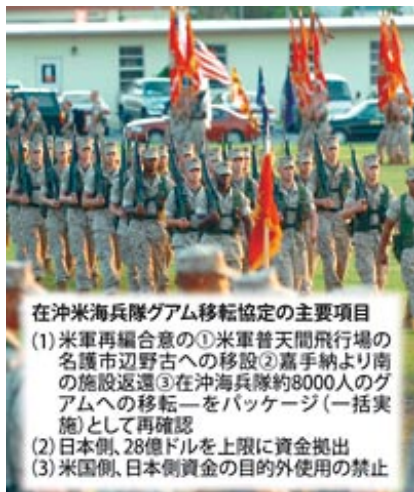 在沖米海兵隊グアム移転協定の主要項目
(1)米軍再編合意の①米軍普天間飛行場の
名護市辺野古への移設②嘉手納より南
の施設返還③在沖海兵隊約8000人のグ
アムへの移転―をパッケージ(一括実
施)として再確認
(2)日本側、28億ドルを上限に資金拠出
(3)米国側、日本側資金の目的外使用の禁止